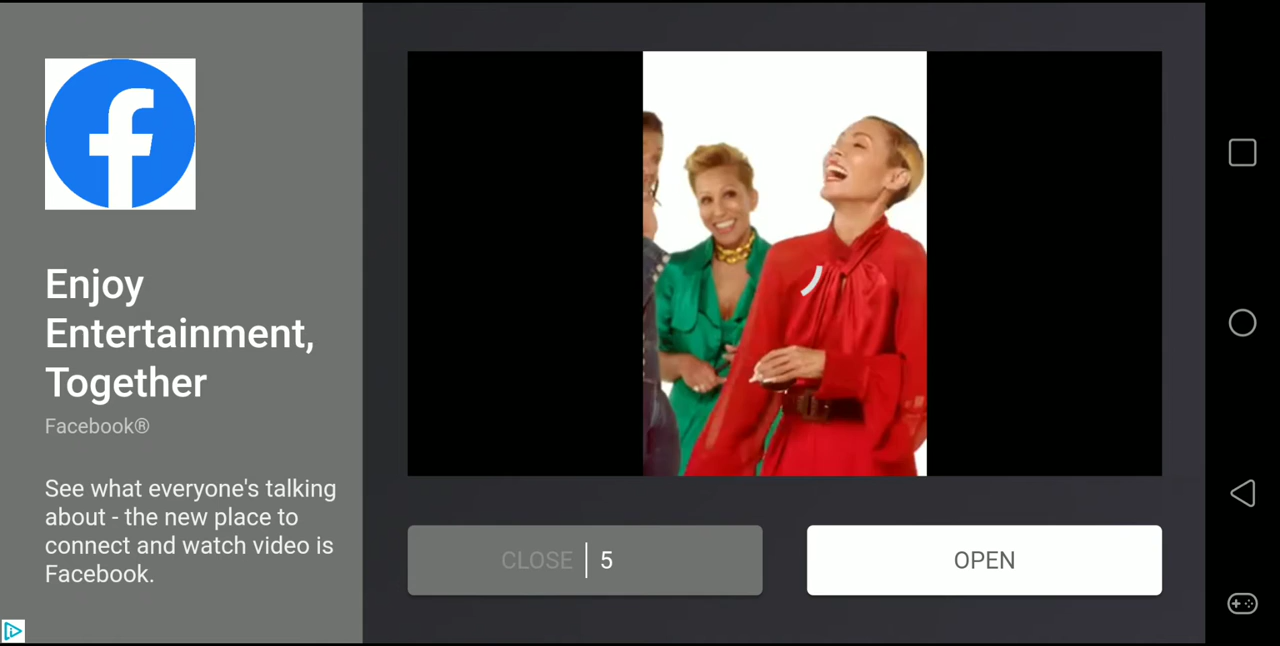 Enjoy
Entertainment,
Together
Facebook®
See what everyone's talking
about - the new place to
connect and watch video is
Facebook.
CLOSE 5
OPEN